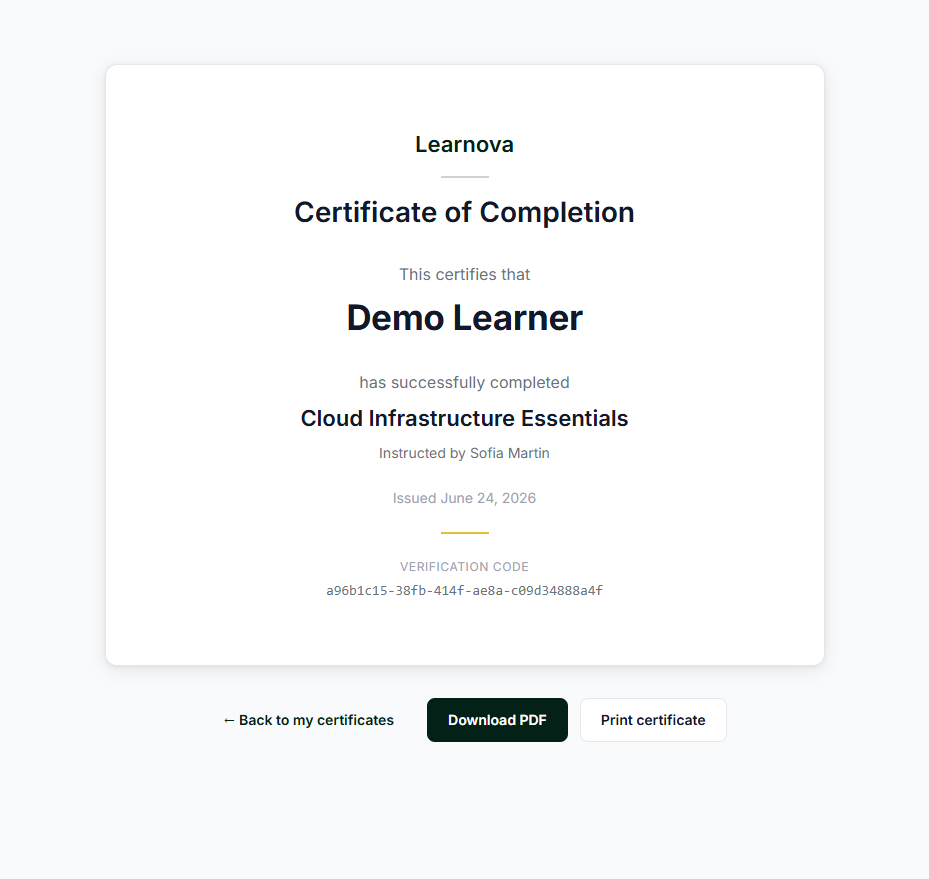 Learnova
Certificate of Completion
This certifies that
Demo Learner
has successfully completed
Cloud Infrastructure Essentials
Instructed by Sofia Martin
Issued June 24, 2026
VERIFICATION CODE
a96b1c15-38fb-414f-ae8a-c09d34888a4f
← Back to my certificates
Download PDF
Print certificate